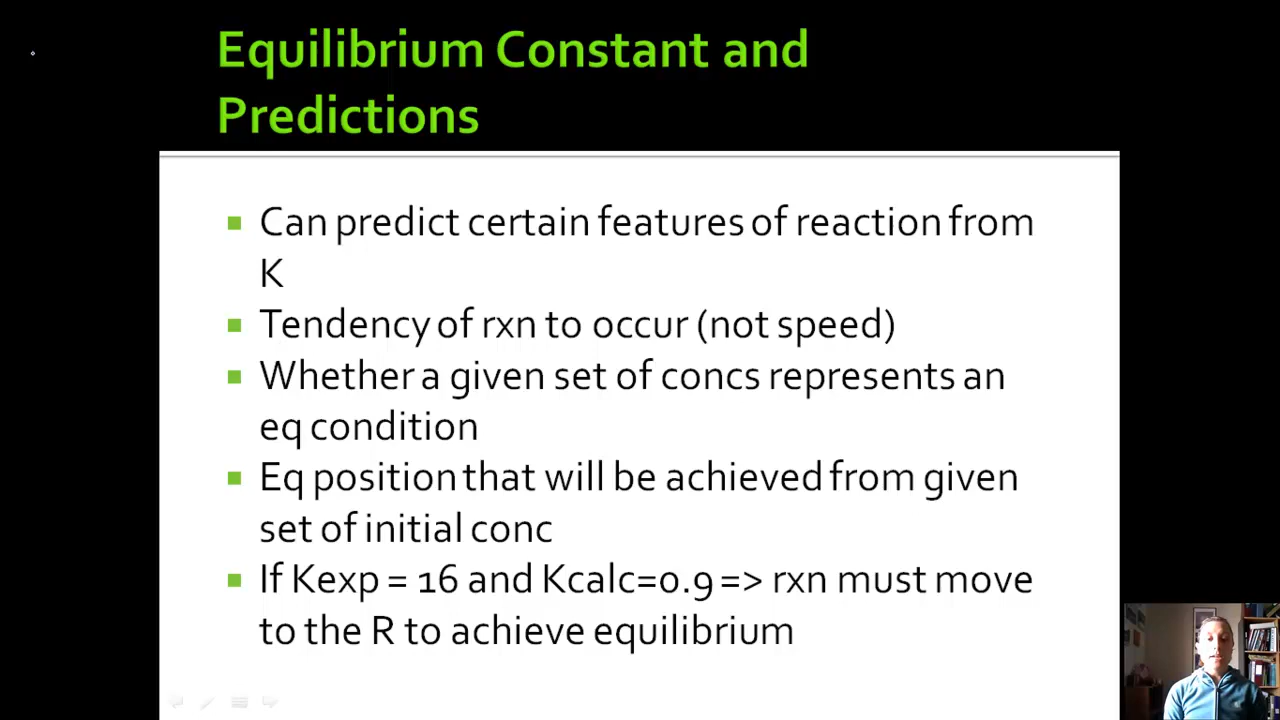 Equilibrium Constant and
Predictions
Can predict certain features of reaction from
K
Tendency of rxn to occur (not speed)
Whether a given set of concs represents an
eq condition
Eq position that will be achieved from given
set of initial conc
If Kexp = 16 and Kcalc=0.9 => rxn must move
to the R to achieve equilibrium